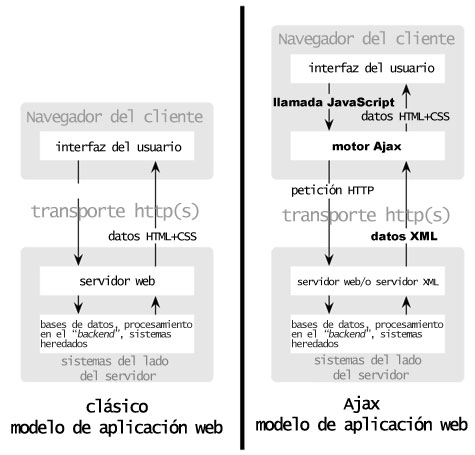 Navegador del cliente
interfaz del usuario
transporte http(s)
datos HTML+CSS
servidor web
bases de datos, procesamiento
en el "backend", sistemas
heredados
sistemas del lado
del servidor
clásico
modelo de aplicación web
Navegador del cliente
interfaz del usuario
llamada JavaScript
datos HTML+CSS
motor Ajax
petición HTTP
transporte http(s)
datos XML
servidor web/o servidor XML
bases de datos, procesamiento
en el "backend", sistemas
heredados
sistemas del lado
del servidor
Ajax
modelo de aplicación web